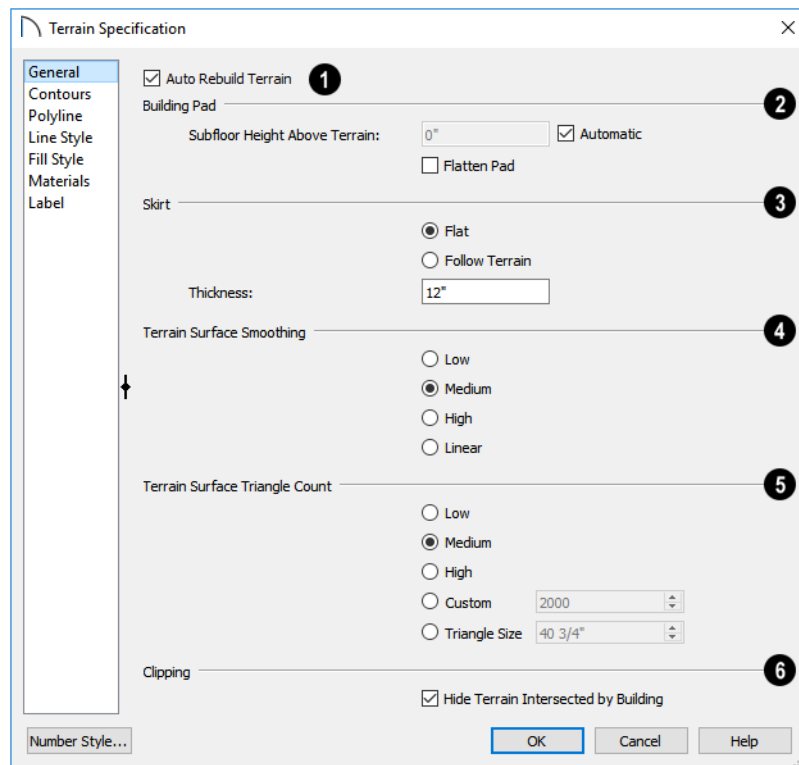 Terrain Specification
General
Contours
Polyline
Line Style
Fill Style
Materials
Label
Auto Rebuild Terrain 1
Building Pad 2
Subfloor Height Above Terrain: 0" Automatic
Flatten Pad
Skirt 3
Flat
Follow Terrain
Thickness: 12"
Terrain Surface Smoothing 4
Low
Medium
High
Linear
Terrain Surface Triangle Count 5
Low
Medium
High
Custom 2000
Triangle Size 40 3/4"
Clipping 6
Hide Terrain Intersected by Building
Number Style... OK Cancel Help